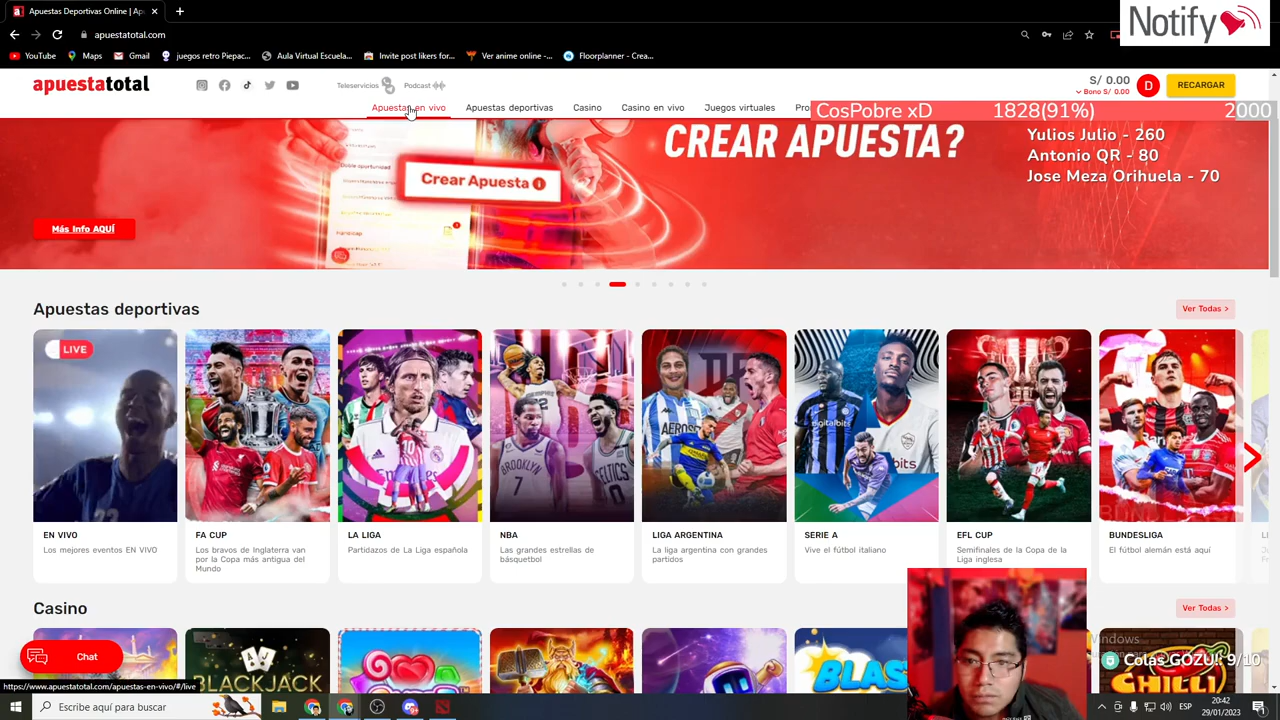 Apuestas Deportivas Online | Ap
Notify
apuestatotal.com
YouTube
Maps
Gmail
juegos retro Piepac...
Aula Virtual Escuela...
Invite post likers for...
Ver anime online -...
Floorplanner - Crea...
apuestatotal
Teleservicios
Podcast
S/ 0.00
Bono S/ 0.00
D
RECARGAR
Apuestas en vivo
Apuestas deportivas
Casino
Casino en vivo
Juegos virtuales
CosPobre xD 1828(91%) 2000
Yulios Julio - 260
Antonio QR - 80
Jose Meza Orihuela - 70
CREAR APUESTA?
Crear Apuesta
Más Info AQUÍ
Apuestas deportivas
Ver Todas >
LIVE
BROOKLYN
7
CELTICS
0
EN VIVO
Los mejores eventos EN VIVO
FA CUP
Los bravos de Inglaterra van
por la Copa más antigua del
Mundo
LA LIGA
Partidazos de La Liga española
NBA
Las grandes estrellas de
básquetbol
LIGA ARGENTINA
La liga argentina con grandes
partidos
SERIE A
Vive el fútbol italiano
EFL CUP
Semifinales de la Copa de la
Liga inglesa
BUNDESLIGA
El fútbol alemán está aquí
Casino
Ver Todas >
BLACKJACK
CHILLI
Windows
Colas GOZU!: 9/10
Chat
https://www.apuestatotal.com/apuestas-en-vivo/#/live
Escribe aquí para buscar
ESP
20:42
29/01/2023